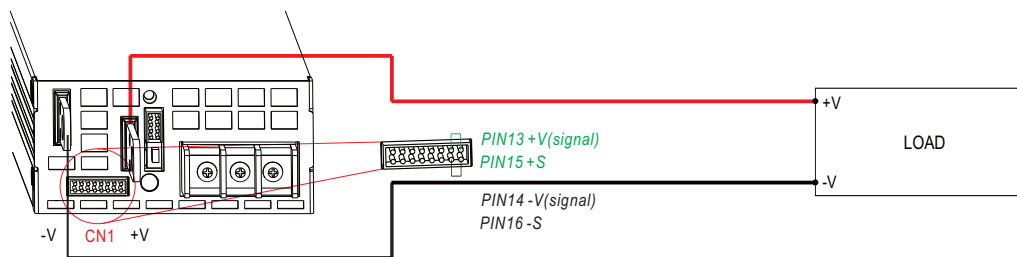 +V
PIN13 +V(signal)
LOAD
PIN15 +S
-V
PIN14 -V(signal)
PIN16 -S
-V CN1 +V